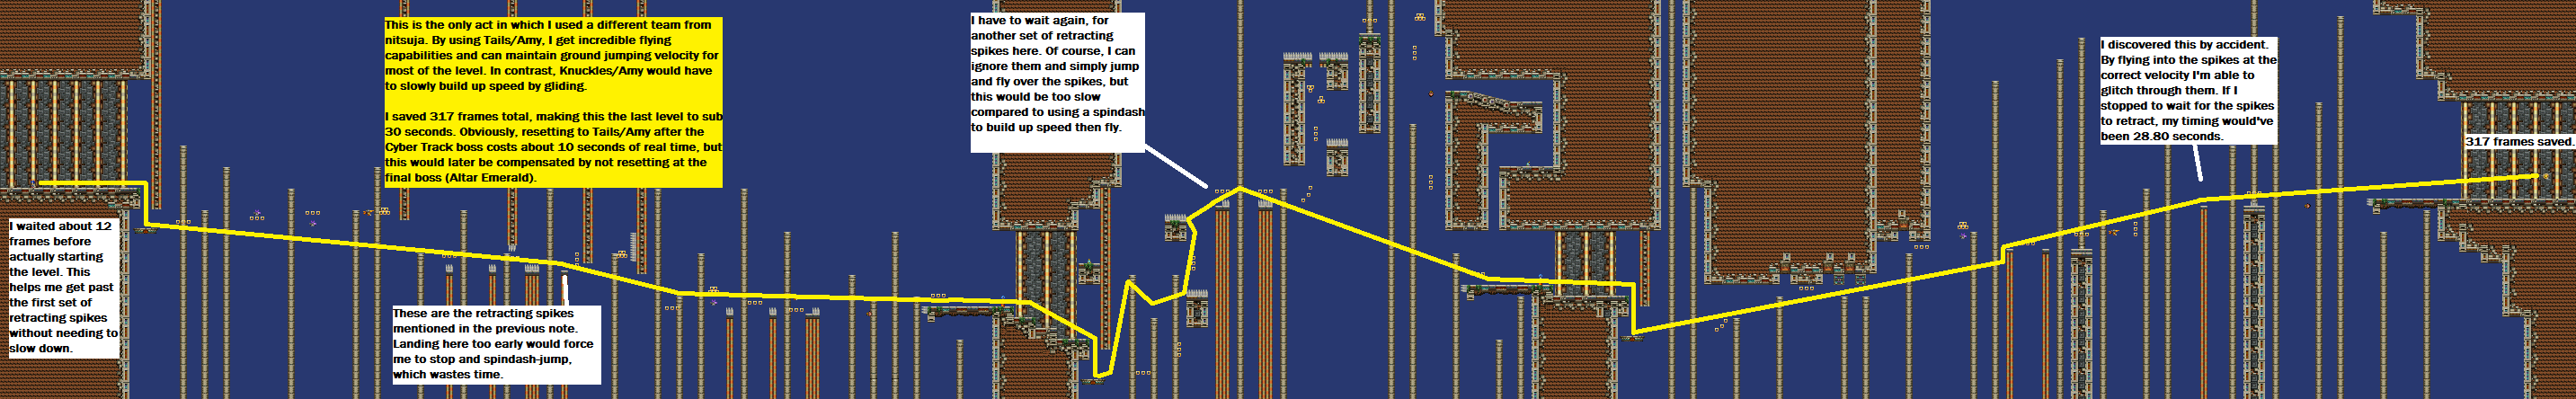 This is the only act in which I used a different team from
nitsuja. By using Tails/Amy, I get incredible flying
capabilities and can maintain ground jumping velocity for
most of the level. In contrast, Knuckles/Amy would have
to slowly build up speed by gliding.
I saved 317 frames total, making this the last level to sub
30 seconds. Obviously, resetting to Tails/Amy after the
Cyber Track boss costs about 10 seconds of real time, but
this would later be compensated by not resetting at the
final boss (Altar Emerald).
I waited about 12
frames before
actually starting
the level. This
helps me get past
the first set of
retracting spikes
without needing to
slow down.
These are the retracting spikes
mentioned in the previous note.
Landing here too early would force
me to stop and spindash-jump,
which wastes time.
I have to wait again, for
another set of retracting
spikes here. Of course, I can
ignore them and simply jump
and fly over the spikes, but
this would be too slow
compared to using a spindash
to build up speed then fly.
I discovered this by accident.
By flying into the spikes at the
correct velocity I'm able to
glitch through them. If I
stopped to wait for the spikes
to retract, my timing would've
been 28.80 seconds.
317 frames saved.